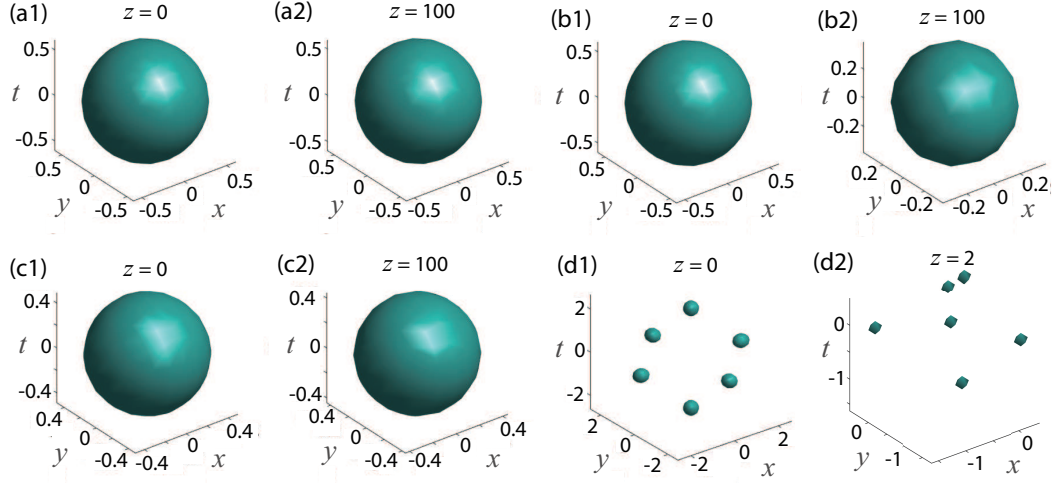 (a1) z = 0
0.5
t 0
-0.5
0.5
0
y -0.5
-0.5
0
x
0.5
(a2) z = 100
0.5
t 0
-0.5
0.5
0
y -0.5
-0.5
0
x
0.5
(b1) z = 0
0.5
t 0
-0.5
0.5
0
y -0.5
-0.5
0
x
0.5
(b2) z = 100
0.2
t 0
-0.2
0.2
0
y -0.2
-0.2
0
x
0.2
(c1) z = 0
0.4
t 0
-0.4
0.4
0
y -0.4
-0.4
0
x
0.4
(c2) z = 100
0.4
t 0
-0.4
0.4
0
y -0.4
-0.4
0
x
0.4
(d1) z = 0
2
t 0
-2
2
0
y -2
-2
0
x
2
(d2) z = 2
0
t
-1
0
y -1
-1
x
0